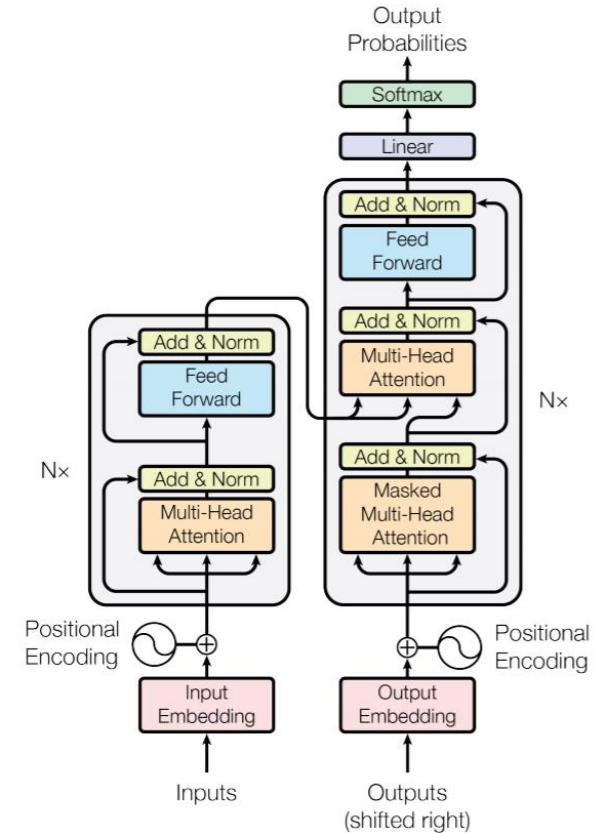 Output
Probabilities
Softmax
Linear
Add & Norm
Feed
Forward
Add & Norm
Multi-Head
Attention
Add & Norm
Masked
Multi-Head
Attention
Nx
Add & Norm
Feed
Forward
Add & Norm
Multi-Head
Attention
N×
Positional
Encoding
Positional
Encoding
Input
Embedding
Output
Embedding
Inputs
Outputs
(shifted right)